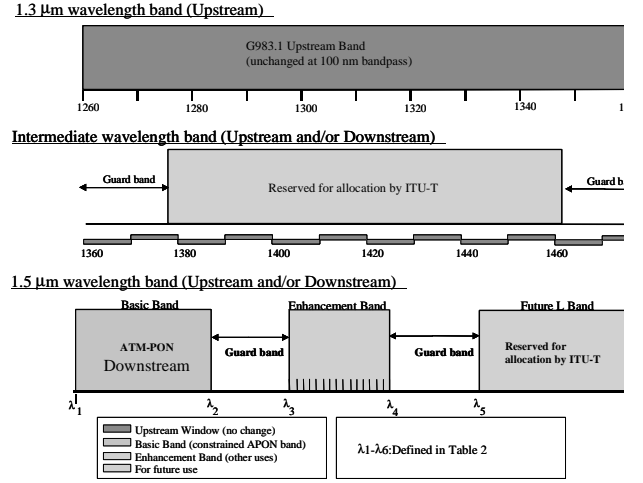 1.3 μm wavelength band (Upstream)
G983.1 Upstream Band
(unchanged at 100 nm bandpass)
1260 1280 1300 1320 1340
Intermediate wavelength band (Upstream and/or Downstream)
Guard band
Reserved for allocation by ITU-T
Guard b
1360 1380 1400 1420 1440 1460
1.5 μm wavelength band (Upstream and/or Downstream)
Basic Band Enhancement Band Future L Band
ATM-PON
Downstream
Guard band
Guard band
Reserved for
allocation by ITU-T
λ1 λ2 λ3 λ4 λ5
Upstream Window (no change)
Basic Band (constrained APON band)
Enhancement Band (other uses)
For future use
λ1-λ6:Defined in Table 2